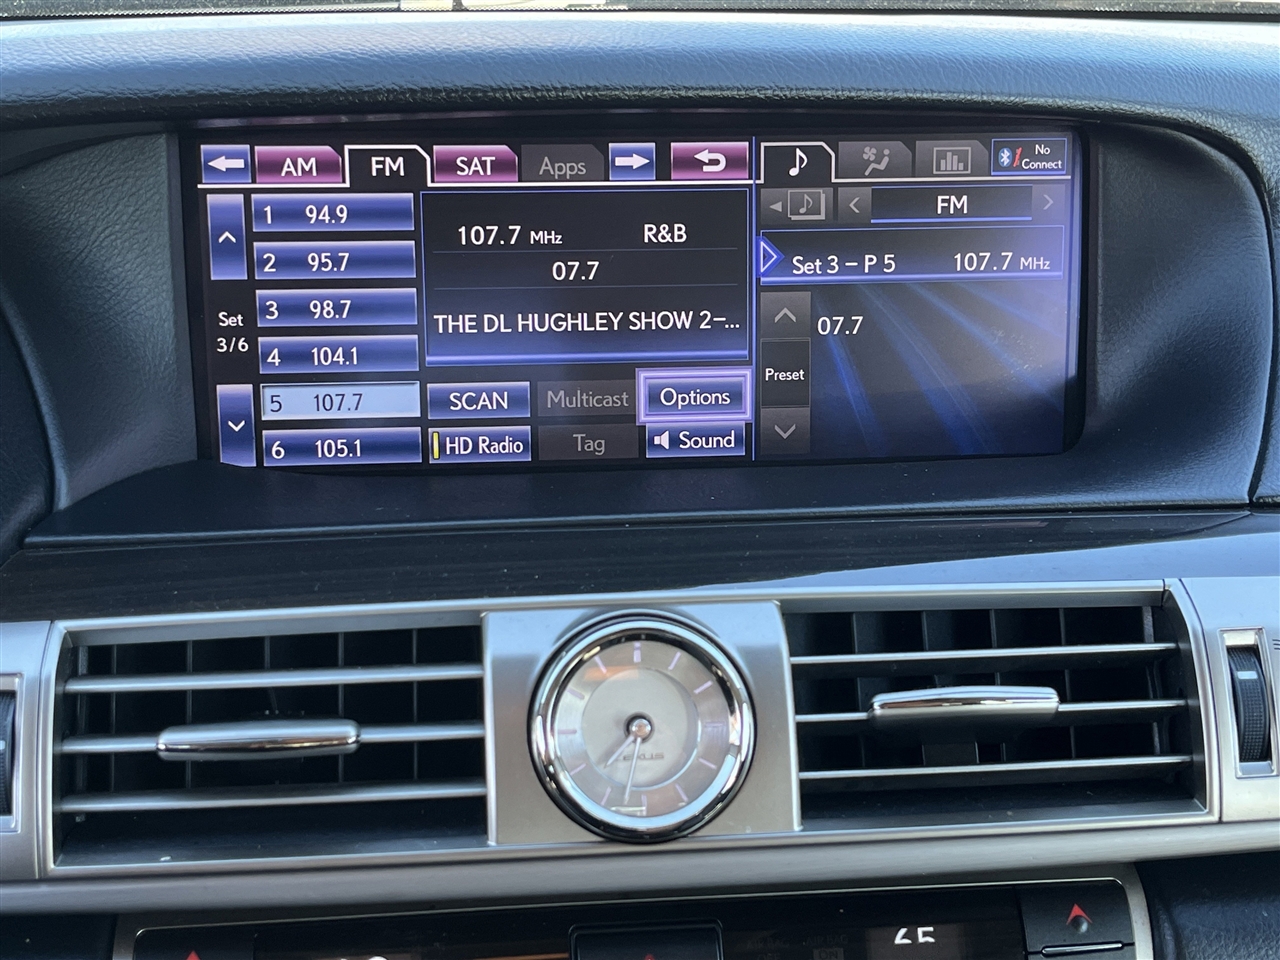 AM FM SAT Apps
No
Connect
1 94.9
2 95.7
3 98.7
4 104.1
5 107.7
6 105.1
Set
3/6
107.7 MHz R&B
07.7
THE DL HUGHLEY SHOW 2–...
SCAN Multicast Options
HD Radio Tag Sound
FM
Set 3 – P 5 107.7 MHz
07.7
Preset
LEXUS